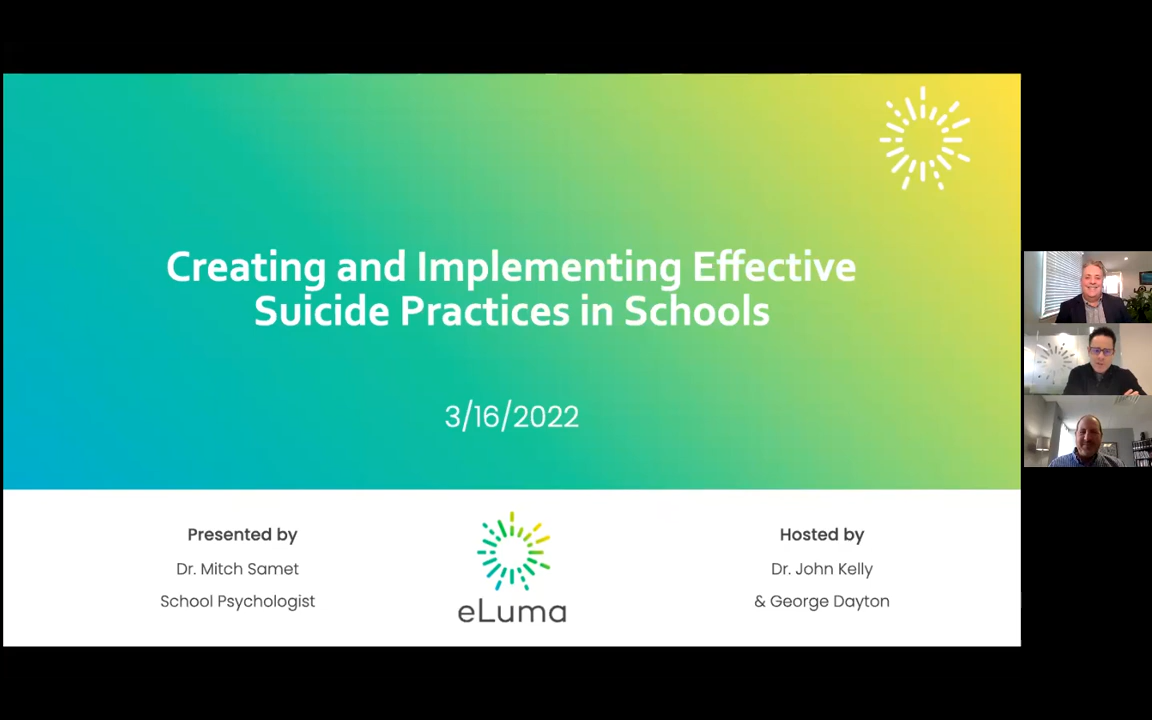 Creating and Implementing Effective
Suicide Practices in Schools
3/16/2022
Presented by
Dr. Mitch Samet
School Psychologist
eLuma
Hosted by
Dr. John Kelly
& George Dayton